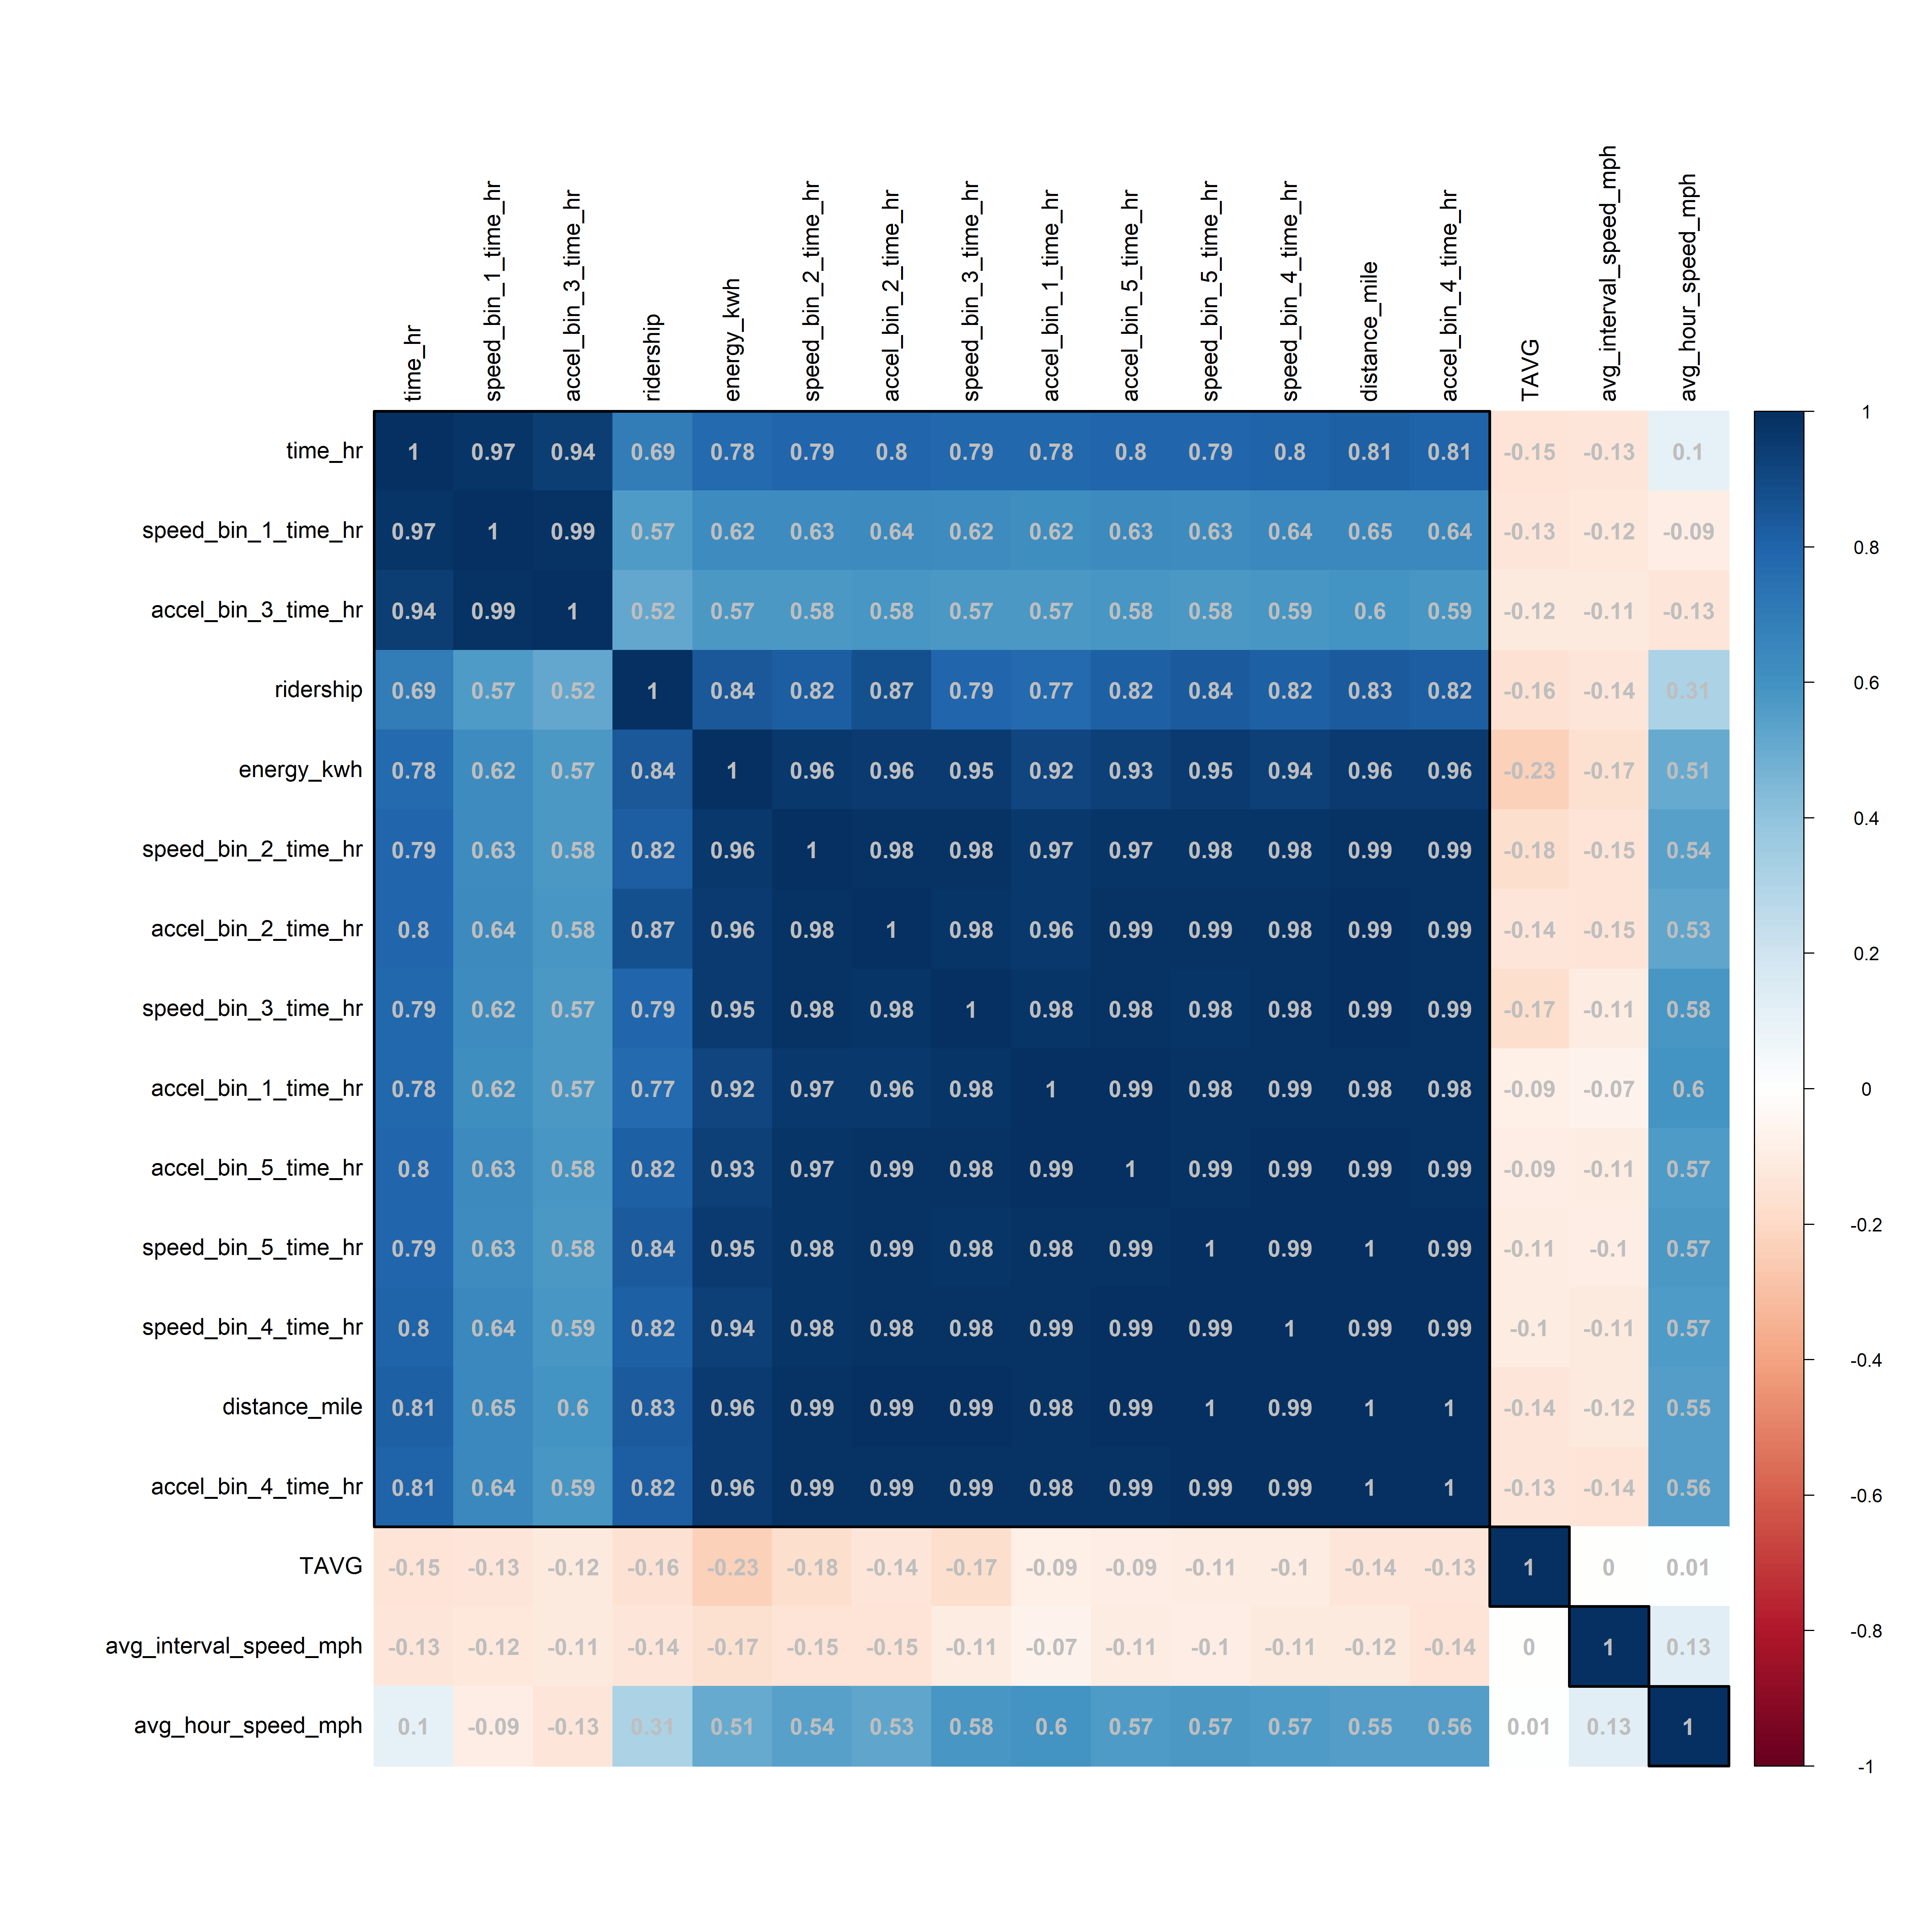 time_hr
speed_bin_1_time_hr
accel_bin_3_time_hr
ridership
energy_kwh
speed_bin_2_time_hr
accel_bin_2_time_hr
speed_bin_3_time_hr
accel_bin_1_time_hr
accel_bin_5_time_hr
speed_bin_5_time_hr
speed_bin_4_time_hr
distance_mile
accel_bin_4_time_hr
TAVG
avg_interval_speed_mph
avg_hour_speed_mph
time_hr 1 0.97 0.94 0.69 0.78 0.79 0.8 0.79 0.78 0.8 0.79 0.8 0.81 0.81 -0.15 -0.13 0.1
speed_bin_1_time_hr 0.97 1 0.99 0.57 0.62 0.63 0.64 0.62 0.62 0.63 0.63 0.64 0.65 0.64 -0.13 -0.12 -0.09
accel_bin_3_time_hr 0.94 0.99 1 0.52 0.57 0.58 0.58 0.57 0.57 0.58 0.58 0.59 0.6 0.59 -0.12 -0.11 -0.13
ridership 0.69 0.57 0.52 1 0.84 0.82 0.87 0.79 0.77 0.82 0.84 0.82 0.83 0.82 -0.16 -0.14 0.31
energy_kwh 0.78 0.62 0.57 0.84 1 0.96 0.96 0.95 0.92 0.93 0.95 0.94 0.96 0.96 -0.23 -0.17 0.51
speed_bin_2_time_hr 0.79 0.63 0.58 0.82 0.96 1 0.98 0.98 0.97 0.97 0.98 0.98 0.99 0.99 -0.18 -0.15 0.54
accel_bin_2_time_hr 0.8 0.64 0.58 0.87 0.96 0.98 1 0.98 0.96 0.99 0.99 0.98 0.99 0.99 -0.14 -0.15 0.53
speed_bin_3_time_hr 0.79 0.62 0.57 0.79 0.95 0.98 0.98 1 0.98 0.98 0.98 0.98 0.99 0.99 -0.17 -0.11 0.58
accel_bin_1_time_hr 0.78 0.62 0.57 0.77 0.92 0.97 0.96 0.98 1 0.99 0.98 0.99 0.98 0.98 -0.09 -0.07 0.6
accel_bin_5_time_hr 0.8 0.63 0.58 0.82 0.93 0.97 0.99 0.98 0.99 1 0.99 0.99 0.99 0.99 -0.09 -0.11 0.57
speed_bin_5_time_hr 0.79 0.63 0.58 0.84 0.95 0.98 0.99 0.98 0.98 0.99 1 0.99 1 0.99 -0.11 -0.1 0.57
speed_bin_4_time_hr 0.8 0.64 0.59 0.82 0.94 0.98 0.98 0.98 0.99 0.99 0.99 1 0.99 0.99 -0.1 -0.11 0.57
distance_mile 0.81 0.65 0.6 0.83 0.96 0.99 0.99 0.99 0.98 0.99 1 0.99 1 1 -0.14 -0.12 0.55
accel_bin_4_time_hr 0.81 0.64 0.59 0.82 0.96 0.99 0.99 0.99 0.98 0.99 0.99 0.99 1 1 -0.13 -0.14 0.56
TAVG -0.15 -0.13 -0.12 -0.16 -0.23 -0.18 -0.14 -0.17 -0.09 -0.09 -0.11 -0.1 -0.14 -0.13 1 0 0.01
avg_interval_speed_mph -0.13 -0.12 -0.11 -0.14 -0.17 -0.15 -0.15 -0.11 -0.07 -0.11 -0.1 -0.11 -0.12 -0.14 0 1 0.13
avg_hour_speed_mph 0.1 -0.09 -0.13 0.31 0.51 0.54 0.53 0.58 0.6 0.57 0.57 0.57 0.55 0.56 0.01 0.13 1
1
0.8
0.6
0.4
0.2
0
-0.2
-0.4
-0.6
-0.8
-1